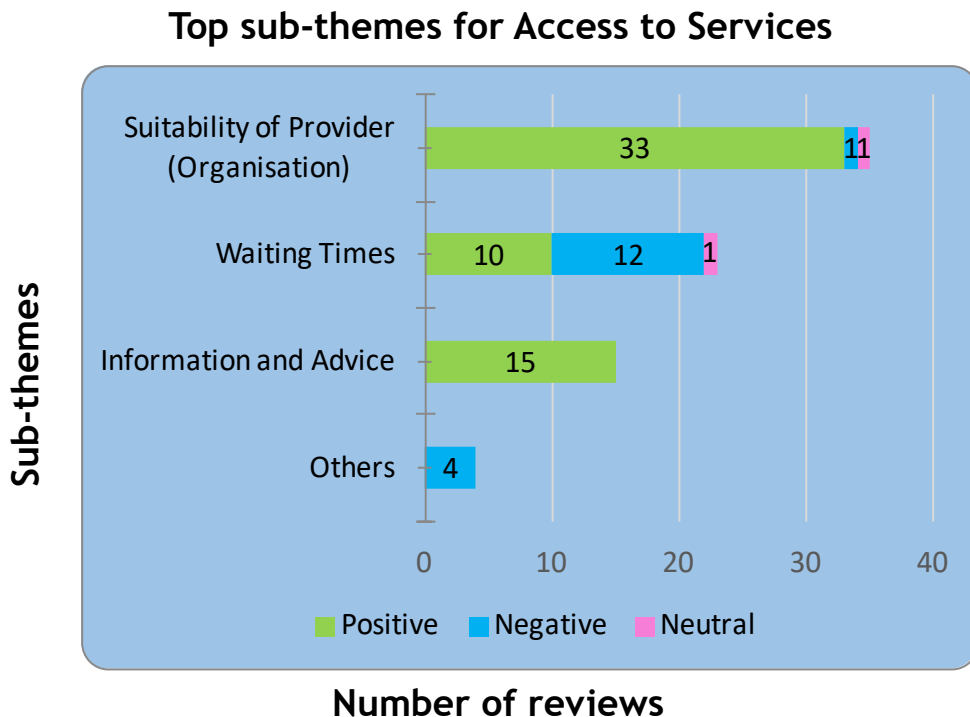 Top sub-themes for Access to Services
Sub-themes
Suitability of Provider
(Organisation)
33
1
1
Waiting Times
10
12
1
Information and Advice
15
Others
4
0 10 20 30 40
Positive Negative Neutral
Number of reviews